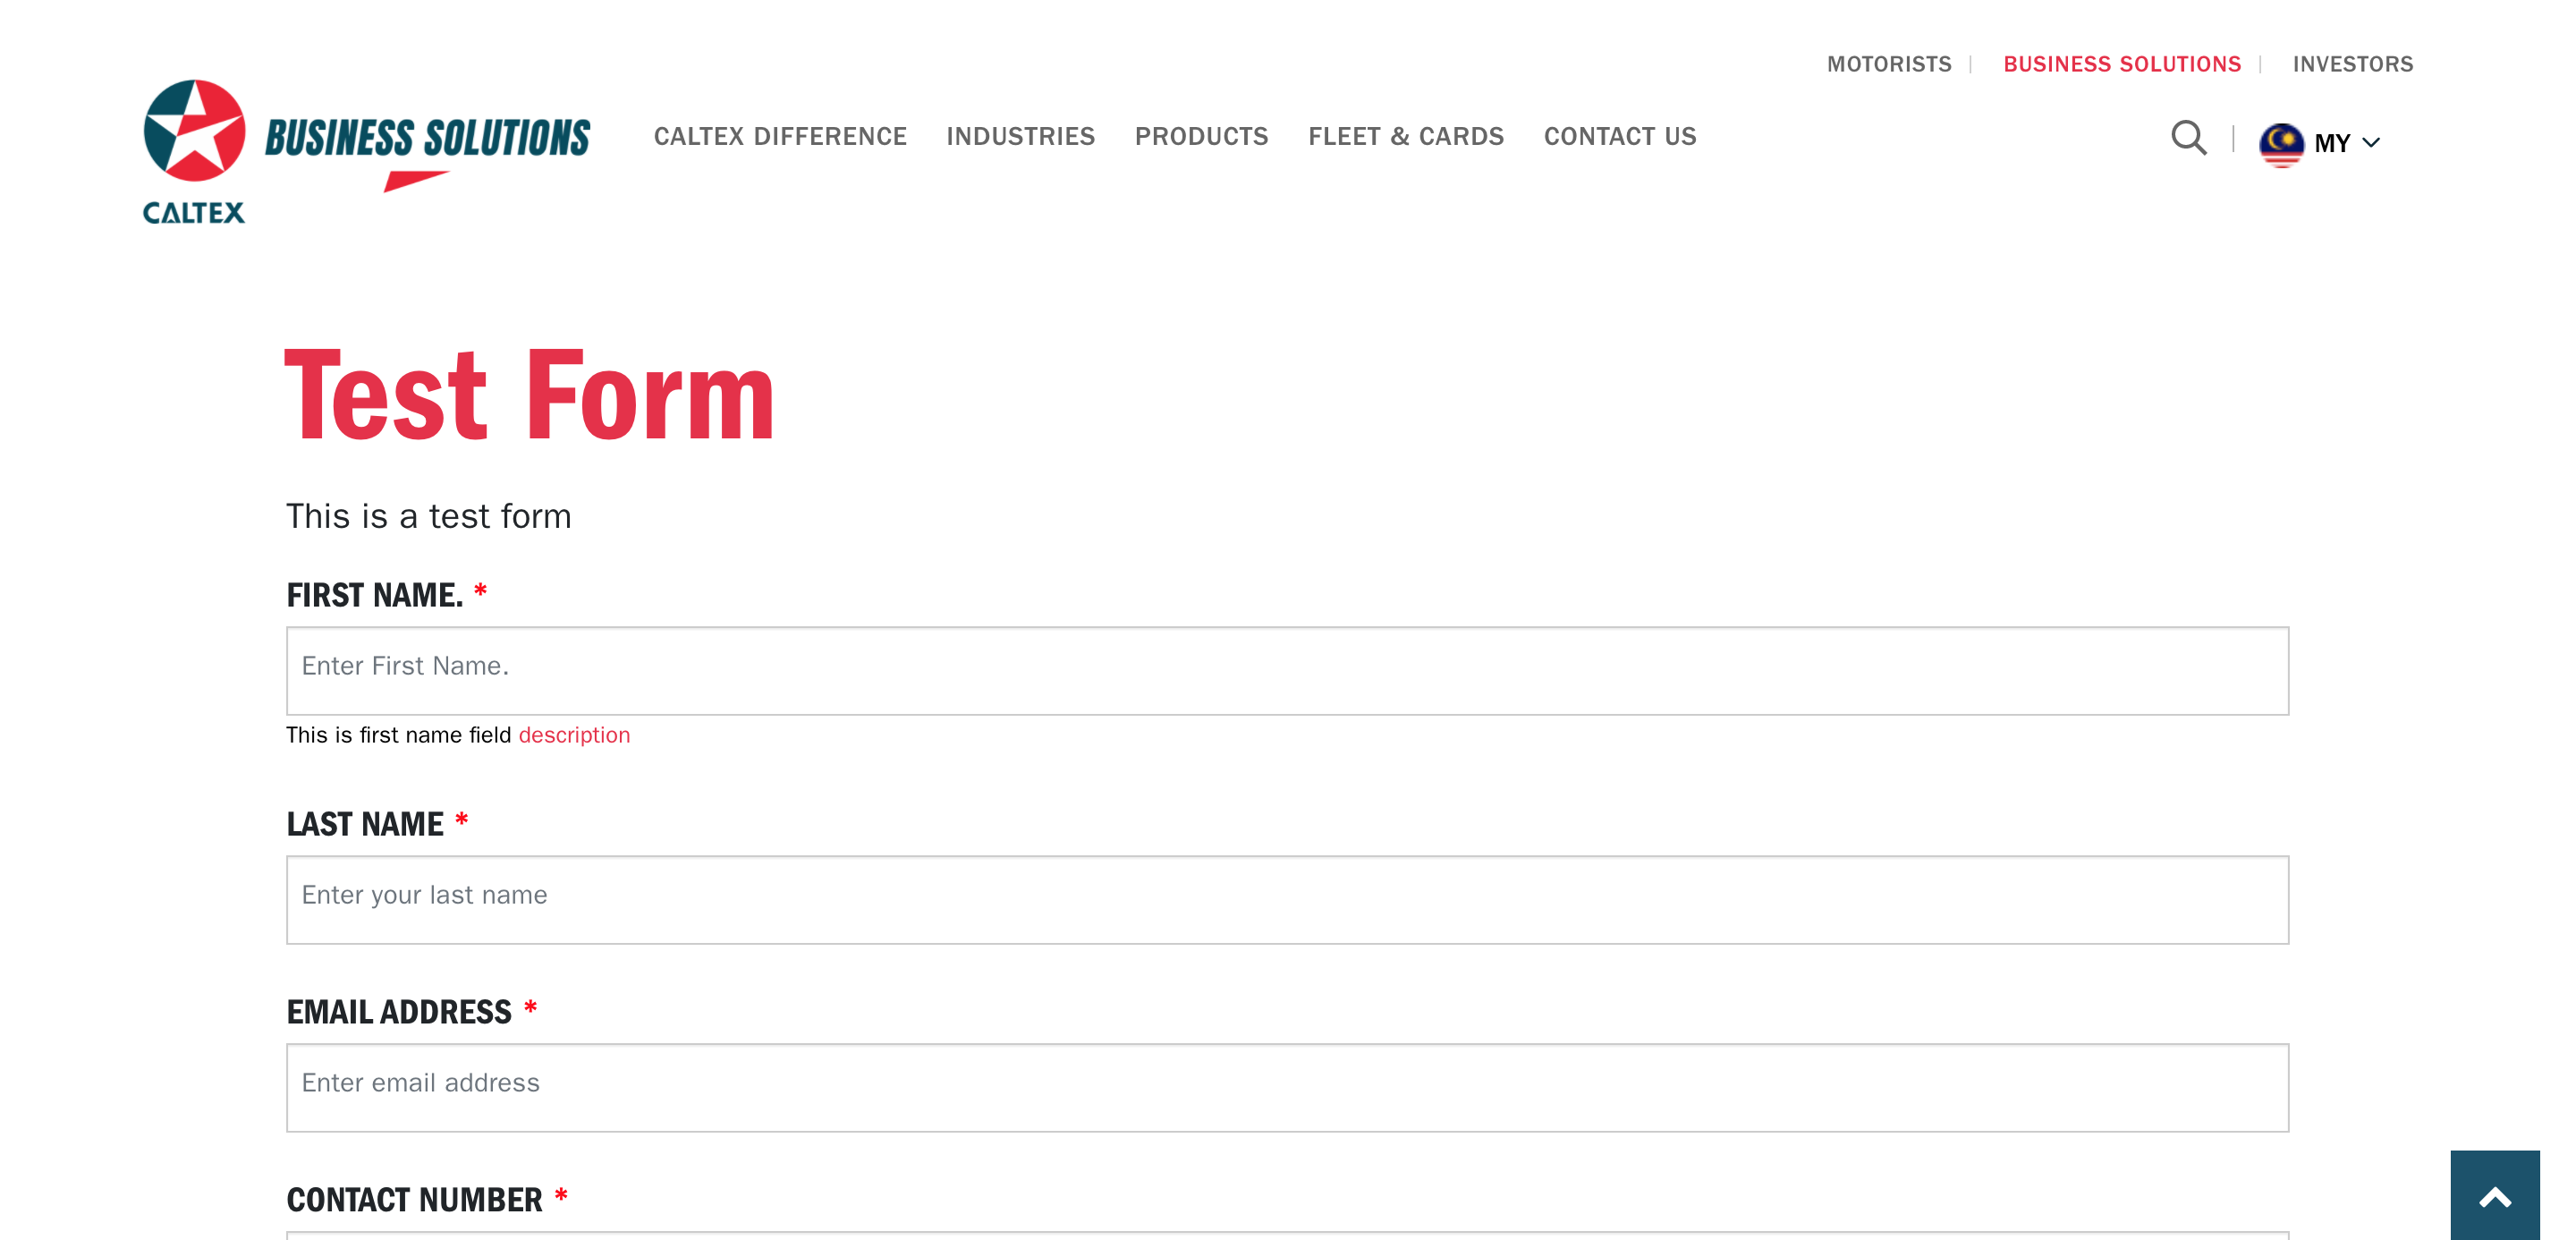 MOTORISTS | BUSINESS SOLUTIONS | INVESTORS
BUSINESS SOLUTIONS CALTEX DIFFERENCE INDUSTRIES PRODUCTS FLEET & CARDS CONTACT US | MY
CALTEX
Test Form
This is a test form
FIRST NAME. *
Enter First Name.
This is first name field description
LAST NAME *
Enter your last name
EMAIL ADDRESS *
Enter email address
CONTACT NUMBER *